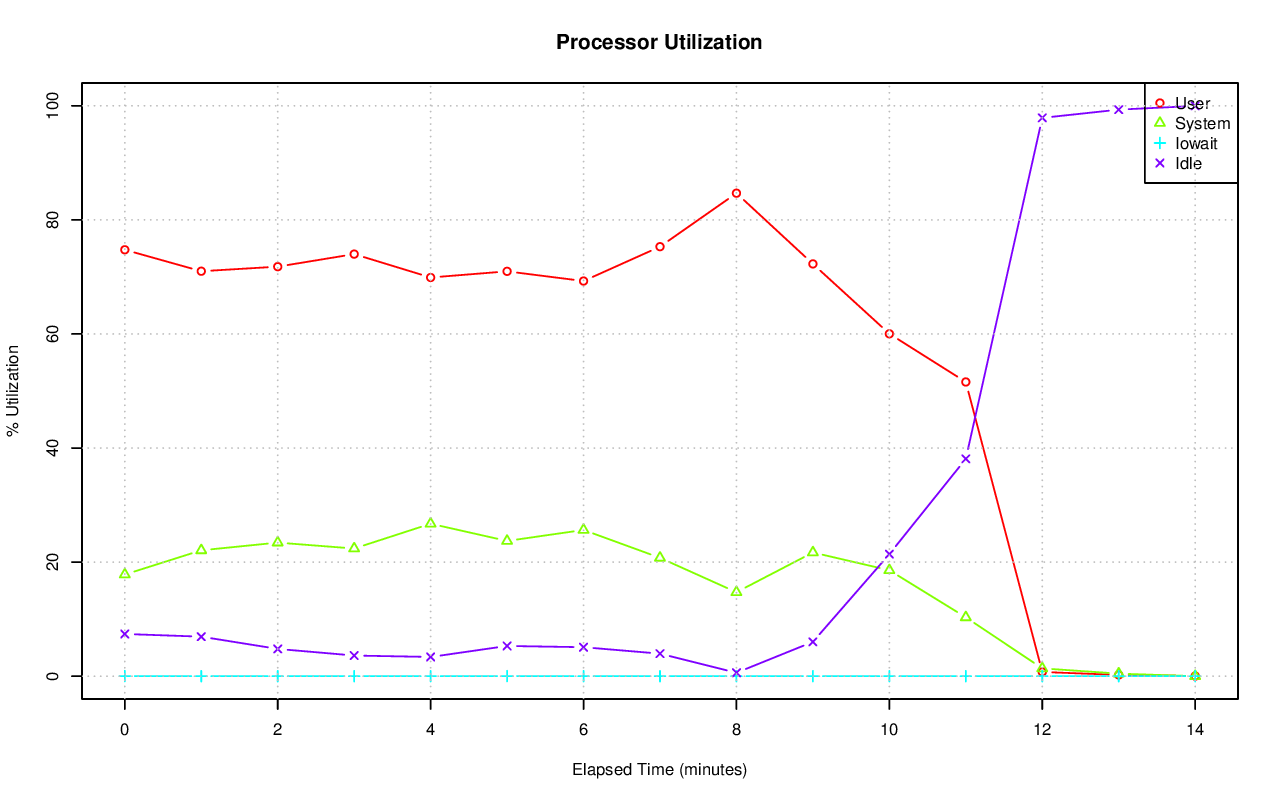 Processor Utilization
100
80
60
40
20
0
% Utilization
User
System
Iowait
Idle
0 2 4 6 8 10 12 14
Elapsed Time (minutes)